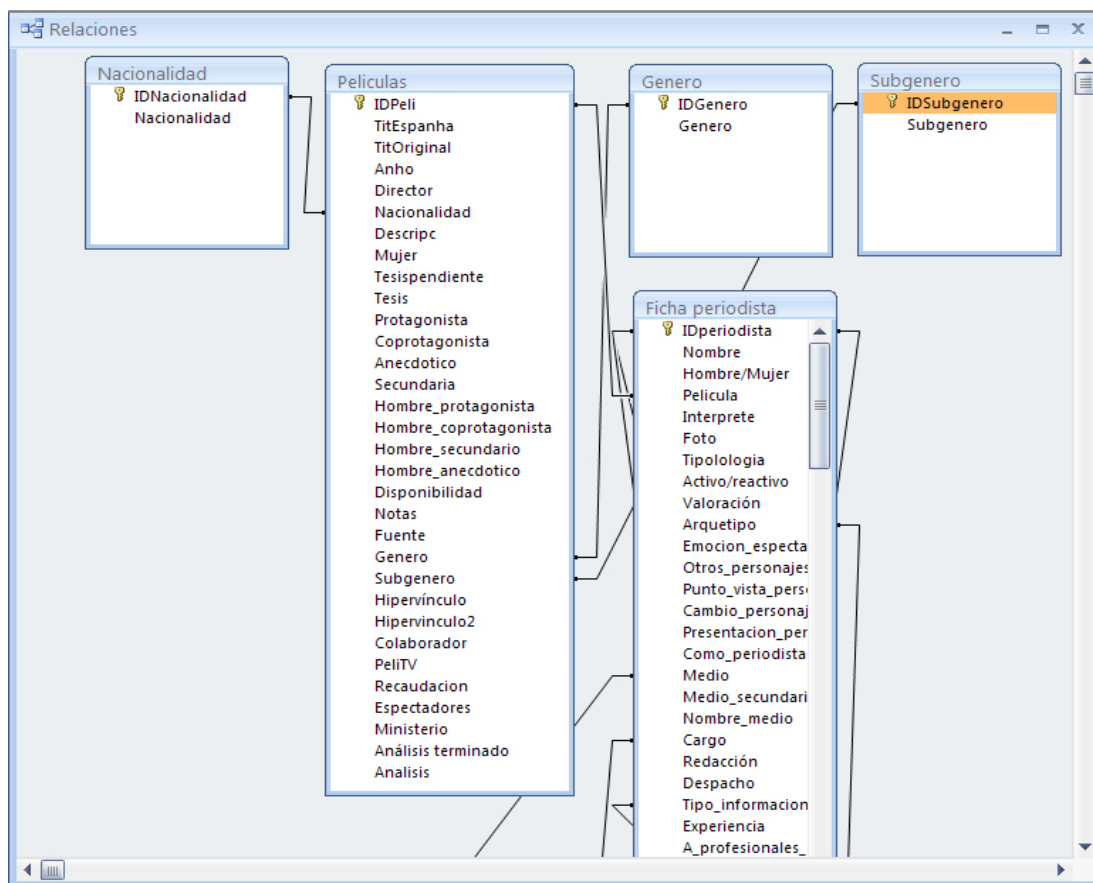 Relaciones
Nacionalidad
IDNacionalidad
Nacionalidad
Peliculas
IDPeli
TitEspanha
TitOriginal
Anho
Director
Nacionalidad
Descripc
Mujer
Tesispendiente
Tesis
Protagonista
Coprotagonista
Anecdotico
Secundaria
Hombre_protagonista
Hombre_coprotagonista
Hombre_secundario
Hombre_anecdotico
Disponibilidad
Notas
Fuente
Genero
Subgenero
Hipervínculo
Hipervinculo2
Colaborador
PeliTV
Recaudacion
Espectadores
Ministerio
Análisis terminado
Analisis
Genero
IDGenero
Genero
Subgenero
IDSubgenero
Subgenero
Ficha periodista
IDperiodista
Nombre
Hombre/Mujer
Pelicula
Interprete
Foto
Tipolologia
Activo/reactivo
Valoración
Arquetipo
Emocion_especta
Otros_personajes
Punto_vista_pers
Cambio_personaj
Presentacion_per
Como_periodista
Medio
Medio_secundari
Nombre_medio
Cargo
Redacción
Despacho
Tipo_informacion
Experiencia
A_profesionales_